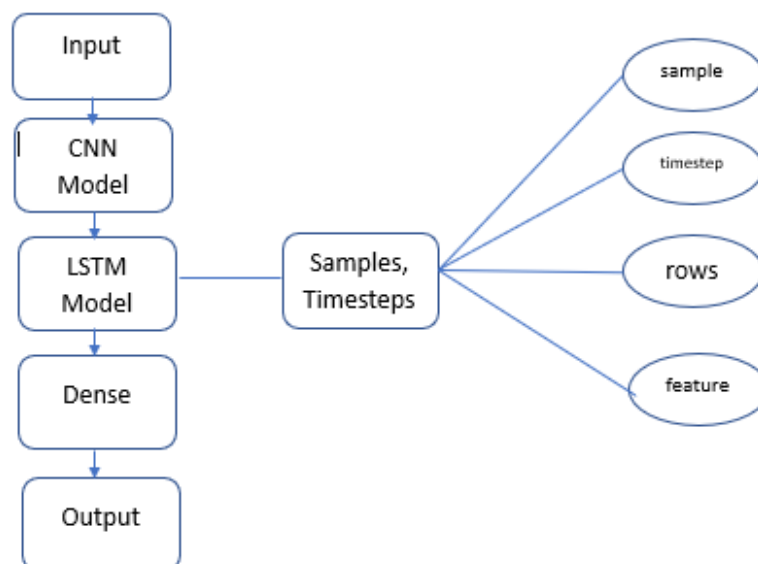 Input
CNN
Model
LSTM
Model
Dense
Output
Samples,
Timesteps
sample
timestep
rows
feature